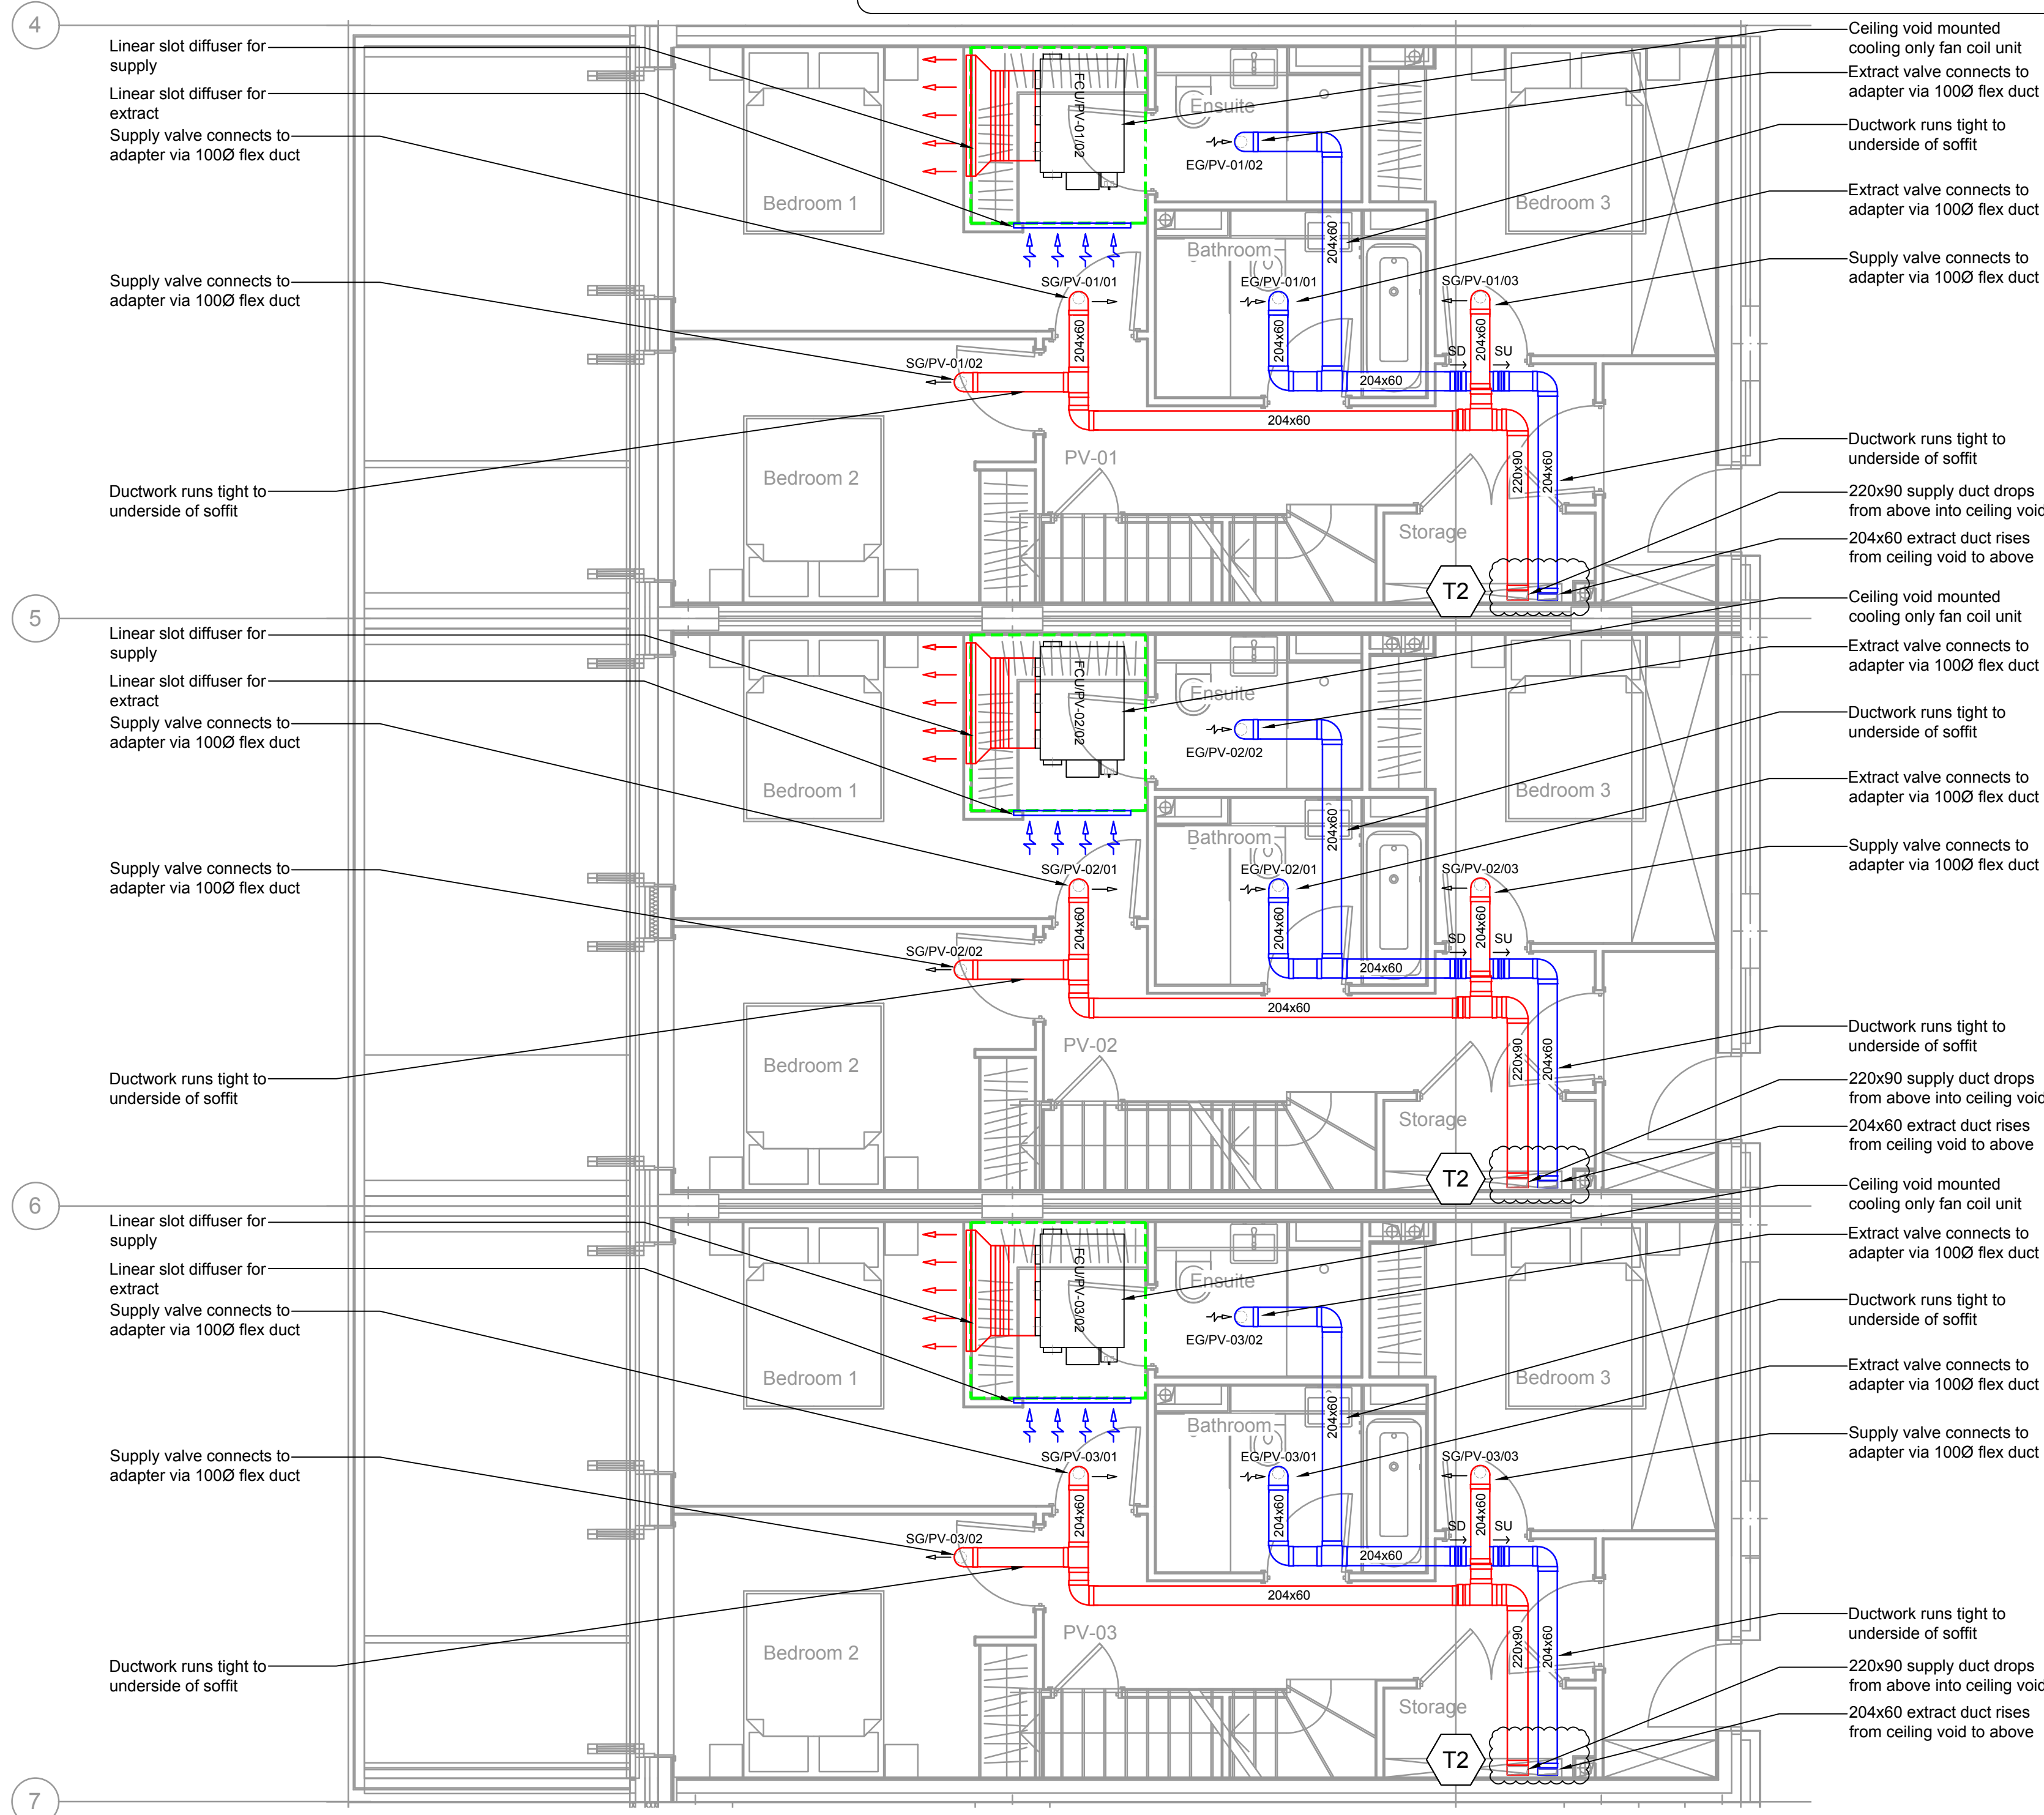 4
Linear slot diffuser for
supply
Linear slot diffuser for
extract
Supply valve connects to
adapter via 100Ø flex duct
Supply valve connects to
adapter via 100Ø flex duct
Ductwork runs tight to
underside of soffit
FCU/PV-01/02
Ensuite
EG/PV-01/02
Bedroom 1
Bedroom 3
Bathroom
204x60
SG/PV-01/01
EG/PV-01/01
SG/PV-01/03
204x60
204x60
204x60
SD
SU
SG/PV-01/02
204x60
204x60
PV-01
Bedroom 2
220x90
204x60
Storage
T2
Ceiling void mounted
cooling only fan coil unit
Extract valve connects to
adapter via 100Ø flex duct
Ductwork runs tight to
underside of soffit
Extract valve connects to
adapter via 100Ø flex duct
Supply valve connects to
adapter via 100Ø flex duct
Ductwork runs tight to
underside of soffit
220x90 supply duct drops
from above into ceiling void
204x60 extract duct rises
from ceiling void to above
5
Linear slot diffuser for
supply
Linear slot diffuser for
extract
Supply valve connects to
adapter via 100Ø flex duct
Supply valve connects to
adapter via 100Ø flex duct
Ductwork runs tight to
underside of soffit
FCU/PV-02/02
Ensuite
EG/PV-02/02
Bedroom 1
Bedroom 3
Bathroom
204x60
SG/PV-02/01
EG/PV-02/01
SG/PV-02/03
204x60
204x60
204x60
SD
SU
SG/PV-02/02
204x60
204x60
PV-02
Bedroom 2
220x90
204x60
Storage
T2
Ceiling void mounted
cooling only fan coil unit
Extract valve connects to
adapter via 100Ø flex duct
Ductwork runs tight to
underside of soffit
Extract valve connects to
adapter via 100Ø flex duct
Supply valve connects to
adapter via 100Ø flex duct
Ductwork runs tight to
underside of soffit
220x90 supply duct drops
from above into ceiling void
204x60 extract duct rises
from ceiling void to above
6
Linear slot diffuser for
supply
Linear slot diffuser for
extract
Supply valve connects to
adapter via 100Ø flex duct
Supply valve connects to
adapter via 100Ø flex duct
Ductwork runs tight to
underside of soffit
FCU/PV-03/02
Ensuite
EG/PV-03/02
Bedroom 1
Bedroom 3
Bathroom
204x60
SG/PV-03/01
EG/PV-03/01
SG/PV-03/03
204x60
204x60
204x60
SD
SU
SG/PV-03/02
204x60
204x60
PV-03
Bedroom 2
220x90
204x60
Storage
T2
Ceiling void mounted
cooling only fan coil unit
Extract valve connects to
adapter via 100Ø flex duct
Ductwork runs tight to
underside of soffit
Extract valve connects to
adapter via 100Ø flex duct
Supply valve connects to
adapter via 100Ø flex duct
Ductwork runs tight to
underside of soffit
220x90 supply duct drops
from above into ceiling void
204x60 extract duct rises
from ceiling void to above
7